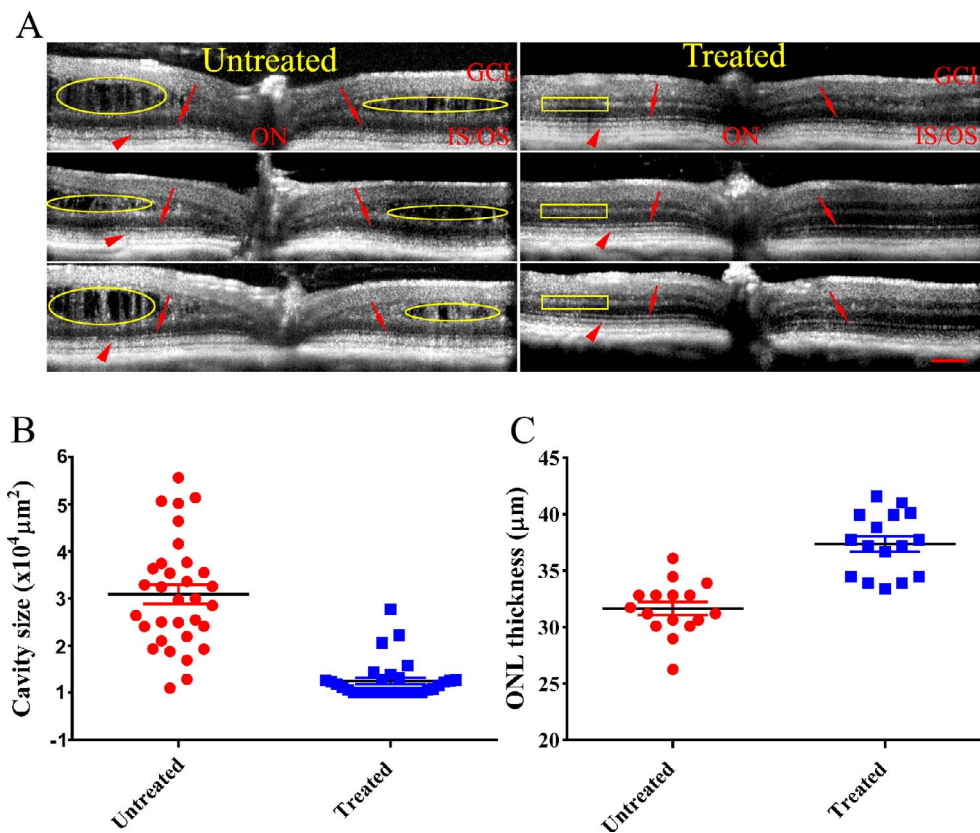 A
Untreated
Treated
GCL
GCL
ON
IS/OS
ON
IS/OS
B
Cavity size (x10⁴µm²)
6
5
4
3
2
1
-1
Untreated
Treated
C
ONL thickness (µm)
45
40
35
30
25
20
Untreated
Treated